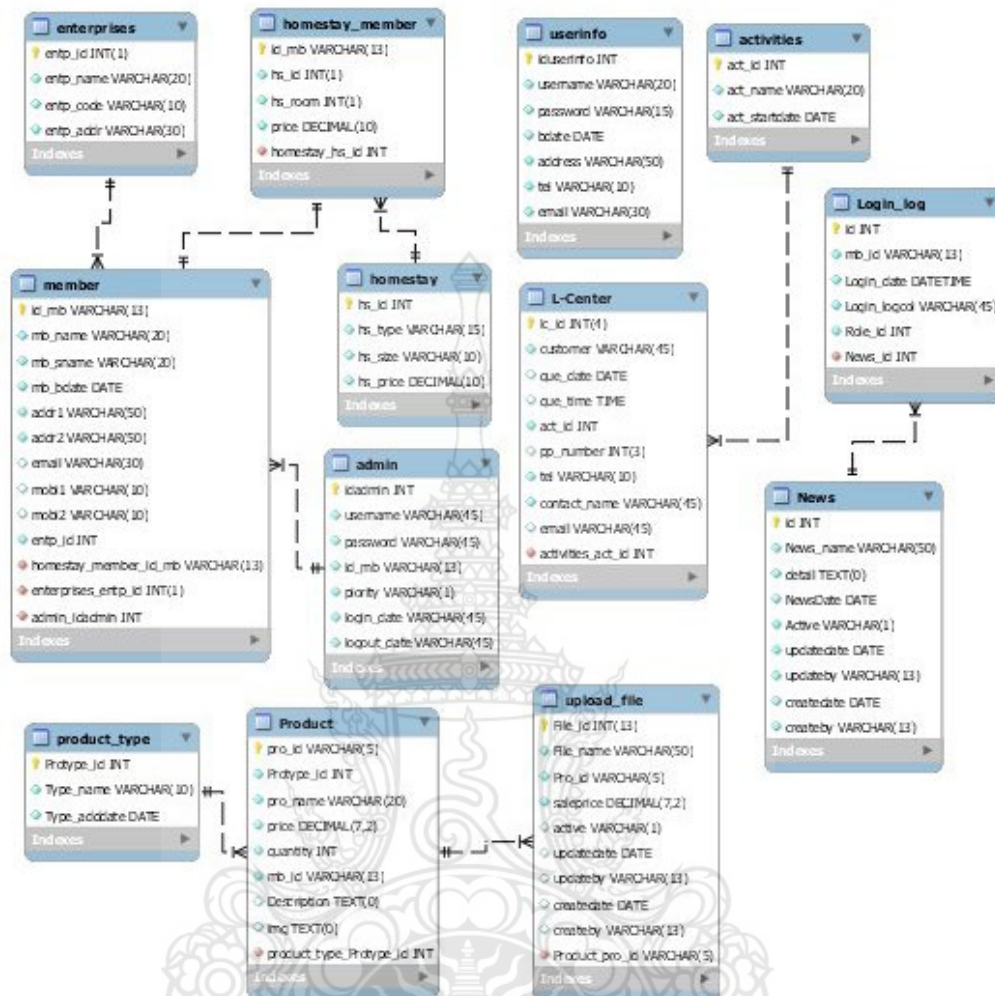 enterprises
entp_id INT(1)
entp_name VARCHAR(20)
entp_code VARCHAR(10)
entp_addr VARCHAR(30)
Indexes
homestay_member
id_mb VARCHAR(13)
hs_id INT(1)
hs_room INT(1)
price DECIMAL(10)
homestay_hs_id INT
Indexes
userinfo
iduserinfo INT
username VARCHAR(20)
password VARCHAR(15)
bdate DATE
address VARCHAR(50)
tel VARCHAR(10)
email VARCHAR(30)
Indexes
activities
act_id INT
act_name VARCHAR(20)
act_startdate DATE
Indexes
Login_log
id INT
mb_id VARCHAR(13)
Login_date DATETIME
Login_logcol VARCHAR(45)
Role_id INT
News_id INT
Indexes
member
id_mb VARCHAR(13)
mb_name VARCHAR(20)
mb_sname VARCHAR(20)
mb_bdate DATE
addr1 VARCHAR(50)
addr2 VARCHAR(50)
email VARCHAR(30)
mobi1 VARCHAR(10)
mobi2 VARCHAR(10)
entp_id INT
homestay_member_id_mb VARCHAR(13)
enterprises_entp_id INT(1)
admin_idadmin INT
Indexes
homestay
hs_id INT
hs_type VARCHAR(15)
hs_size VARCHAR(10)
hs_price DECIMAL(10)
Indexes
L-Center
lc_id INT(4)
customer VARCHAR(45)
que_date DATE
que_time TIME
act_id INT
pp_number INT(3)
tel VARCHAR(10)
contact_name VARCHAR(45)
email VARCHAR(45)
activities_act_id INT
Indexes
admin
idadmin INT
username VARCHAR(45)
password VARCHAR(45)
id_mb VARCHAR(13)
piority VARCHAR(1)
login_date VARCHAR(45)
logout_date VARCHAR(45)
Indexes
News
id INT
News_name VARCHAR(50)
detail TEXT(0)
NewsDate DATE
Active VARCHAR(1)
updatedate DATE
updateby VARCHAR(13)
createdate DATE
createby VARCHAR(13)
Indexes
product_type
Protype_id INT
Type_name VARCHAR(10)
Type_adddate DATE
Indexes
Product
pro_id VARCHAR(5)
Protype_id INT
pro_name VARCHAR(20)
price DECIMAL(7,2)
quantity INT
mb_id VARCHAR(13)
Description TEXT(0)
img TEXT(0)
product_type_Protype_id INT
Indexes
upload_file
File_id INT(13)
File_name VARCHAR(50)
Pro_id VARCHAR(5)
saleprice DECIMAL(7,2)
active VARCHAR(1)
updatedate DATE
updateby VARCHAR(13)
createdate DATE
createby VARCHAR(13)
Product_pro_id VARCHAR(5)
Indexes